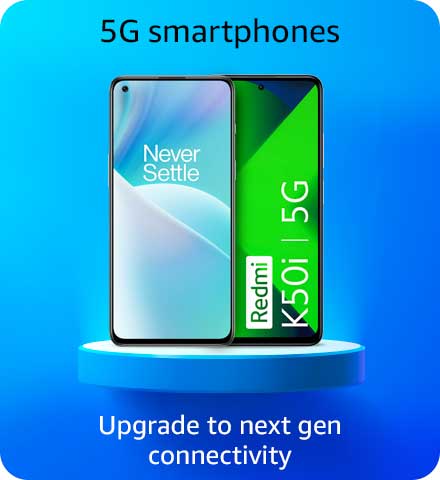 5G smartphones
Never
Settle
Redmi
K50i | 5G
Upgrade to next gen
connectivity